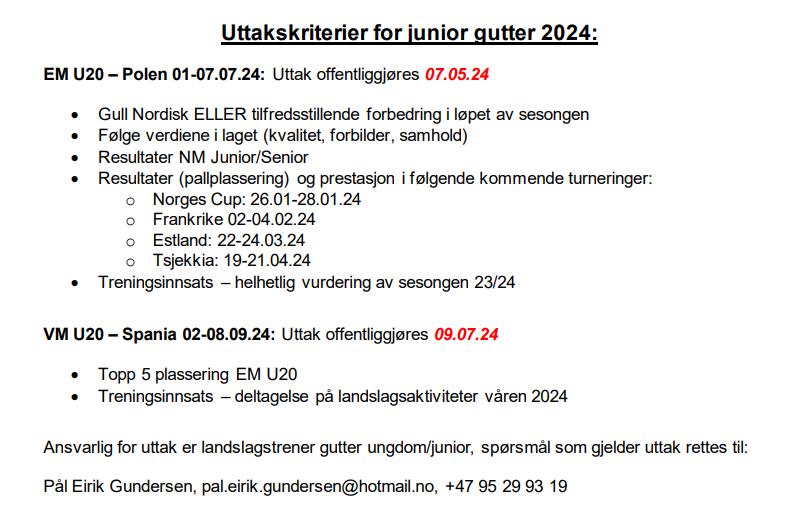 Uttakskriterier for junior gutter 2024:
EM U20 – Polen 01-07.07.24: Uttak offentliggjøres 07.05.24
• Gull Nordisk ELLER tilfredsstillende forbedring i løpet av sesongen
• Følge verdiene i laget (kvalitet, forbilder, samhold)
• Resultater NM Junior/Senior
• Resultater (pallplassering) og prestasjon i følgende kommende turneringer:
o Norges Cup: 26.01-28.01.24
o Frankrike 02-04.02.24
o Estland: 22-24.03.24
o Tsjekkia: 19-21.04.24
• Treningsinnsats – helhetlig vurdering av sesongen 23/24
VM U20 – Spania 02-08.09.24: Uttak offentliggjøres 09.07.24
• Topp 5 plassering EM U20
• Treningsinnsats – deltagelse på landslagsaktiviteter våren 2024
Ansvarlig for uttak er landslagstrener gutter ungdom/junior, spørsmål som gjelder uttak rettes til:
Pål Eirik Gundersen, pal.eirik.gundersen@hotmail.no, +47 95 29 93 19